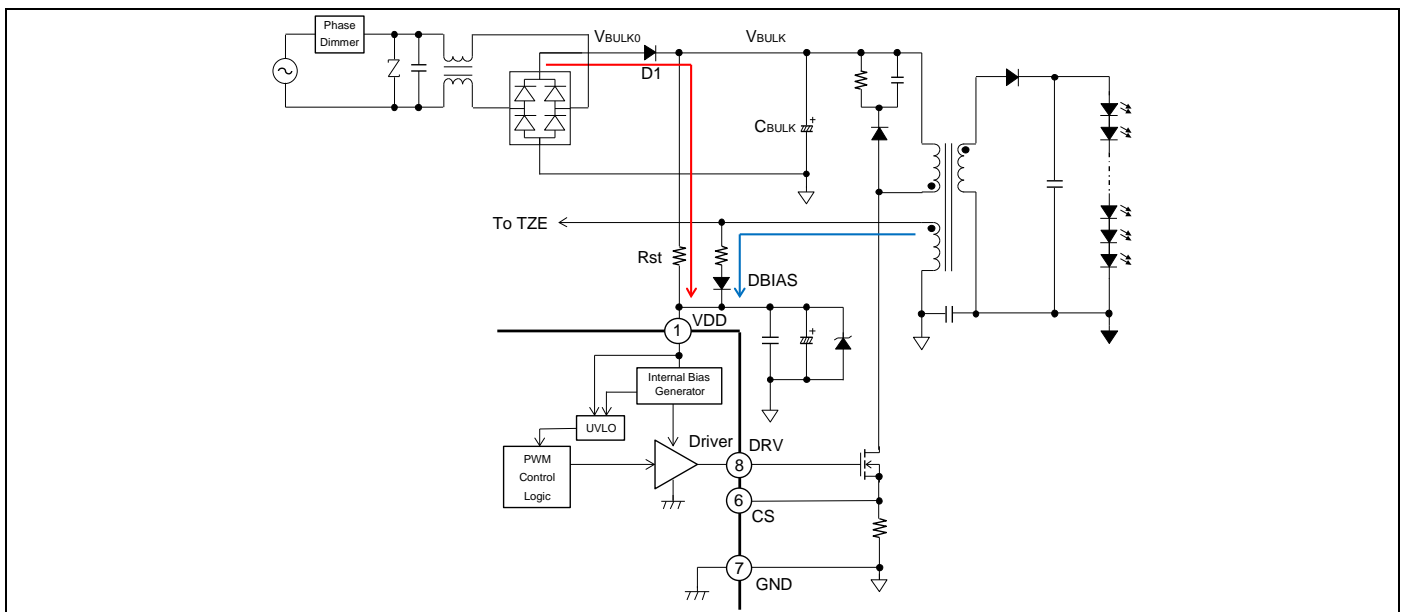 Phase
Dimmer
VBULK0
VBULK
D1
CBULK
+
To TZE
Rst
DBIAS
VDD
1
+
Internal Bias
Generator
UVLO
Driver
DRV
PWM
Control
Logic
8
6
CS
7
GND